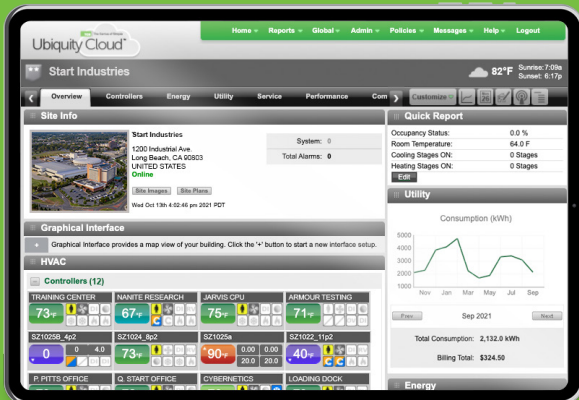 Home Reports Global Admin Policies Messages Help Logout
Ubiquity Cloud™
Start Industries
82°F
Sunrise: 7:09a
Sunset: 6:17p
Overview Controllers Energy Utility Service Performance Com
Customize
Site Info
Start Industries
1200 Industrial Ave.
Long Beach, CA 90803
UNITED STATES
Online
Site Images Site Plans
Wed Oct 13th 4:02:46 pm 2021 PDT
System: 0
Total Alarms: 0
Quick Report
Occupancy Status: 0.0 %
Room Temperature: 64.0 F
Cooling Stages ON: 0 Stages
Heating Stages ON: 0 Stages
Edit
Utility
Consumption (kWh)
5000
4000
3000
2000
1000
Nov Jan Mar May Jul Sep
Prev Sep 2021 Next
Total Consumption: 2,132.0 kWh
Billing Total: $324.50
Energy
Graphical Interface
Graphical Interface provides a map view of your building. Click the '+' button to start a new interface setup.
HVAC
Controllers (12)
TRAINING CENTER NANITE RESEARCH JARVIS CPU ARMOUR TESTING
73°F 67°F 75°F 71°F
SZ1025B_4p2 SZ1024_8p2 SZ1025a SZ1022_11p2
0 0 4.0 73°F 90°F 0.00 0.00 40°F
20.0 20.0
P. PITTS OFFICE Q. START OFFICE CYBERNETICS LOADING DOCK